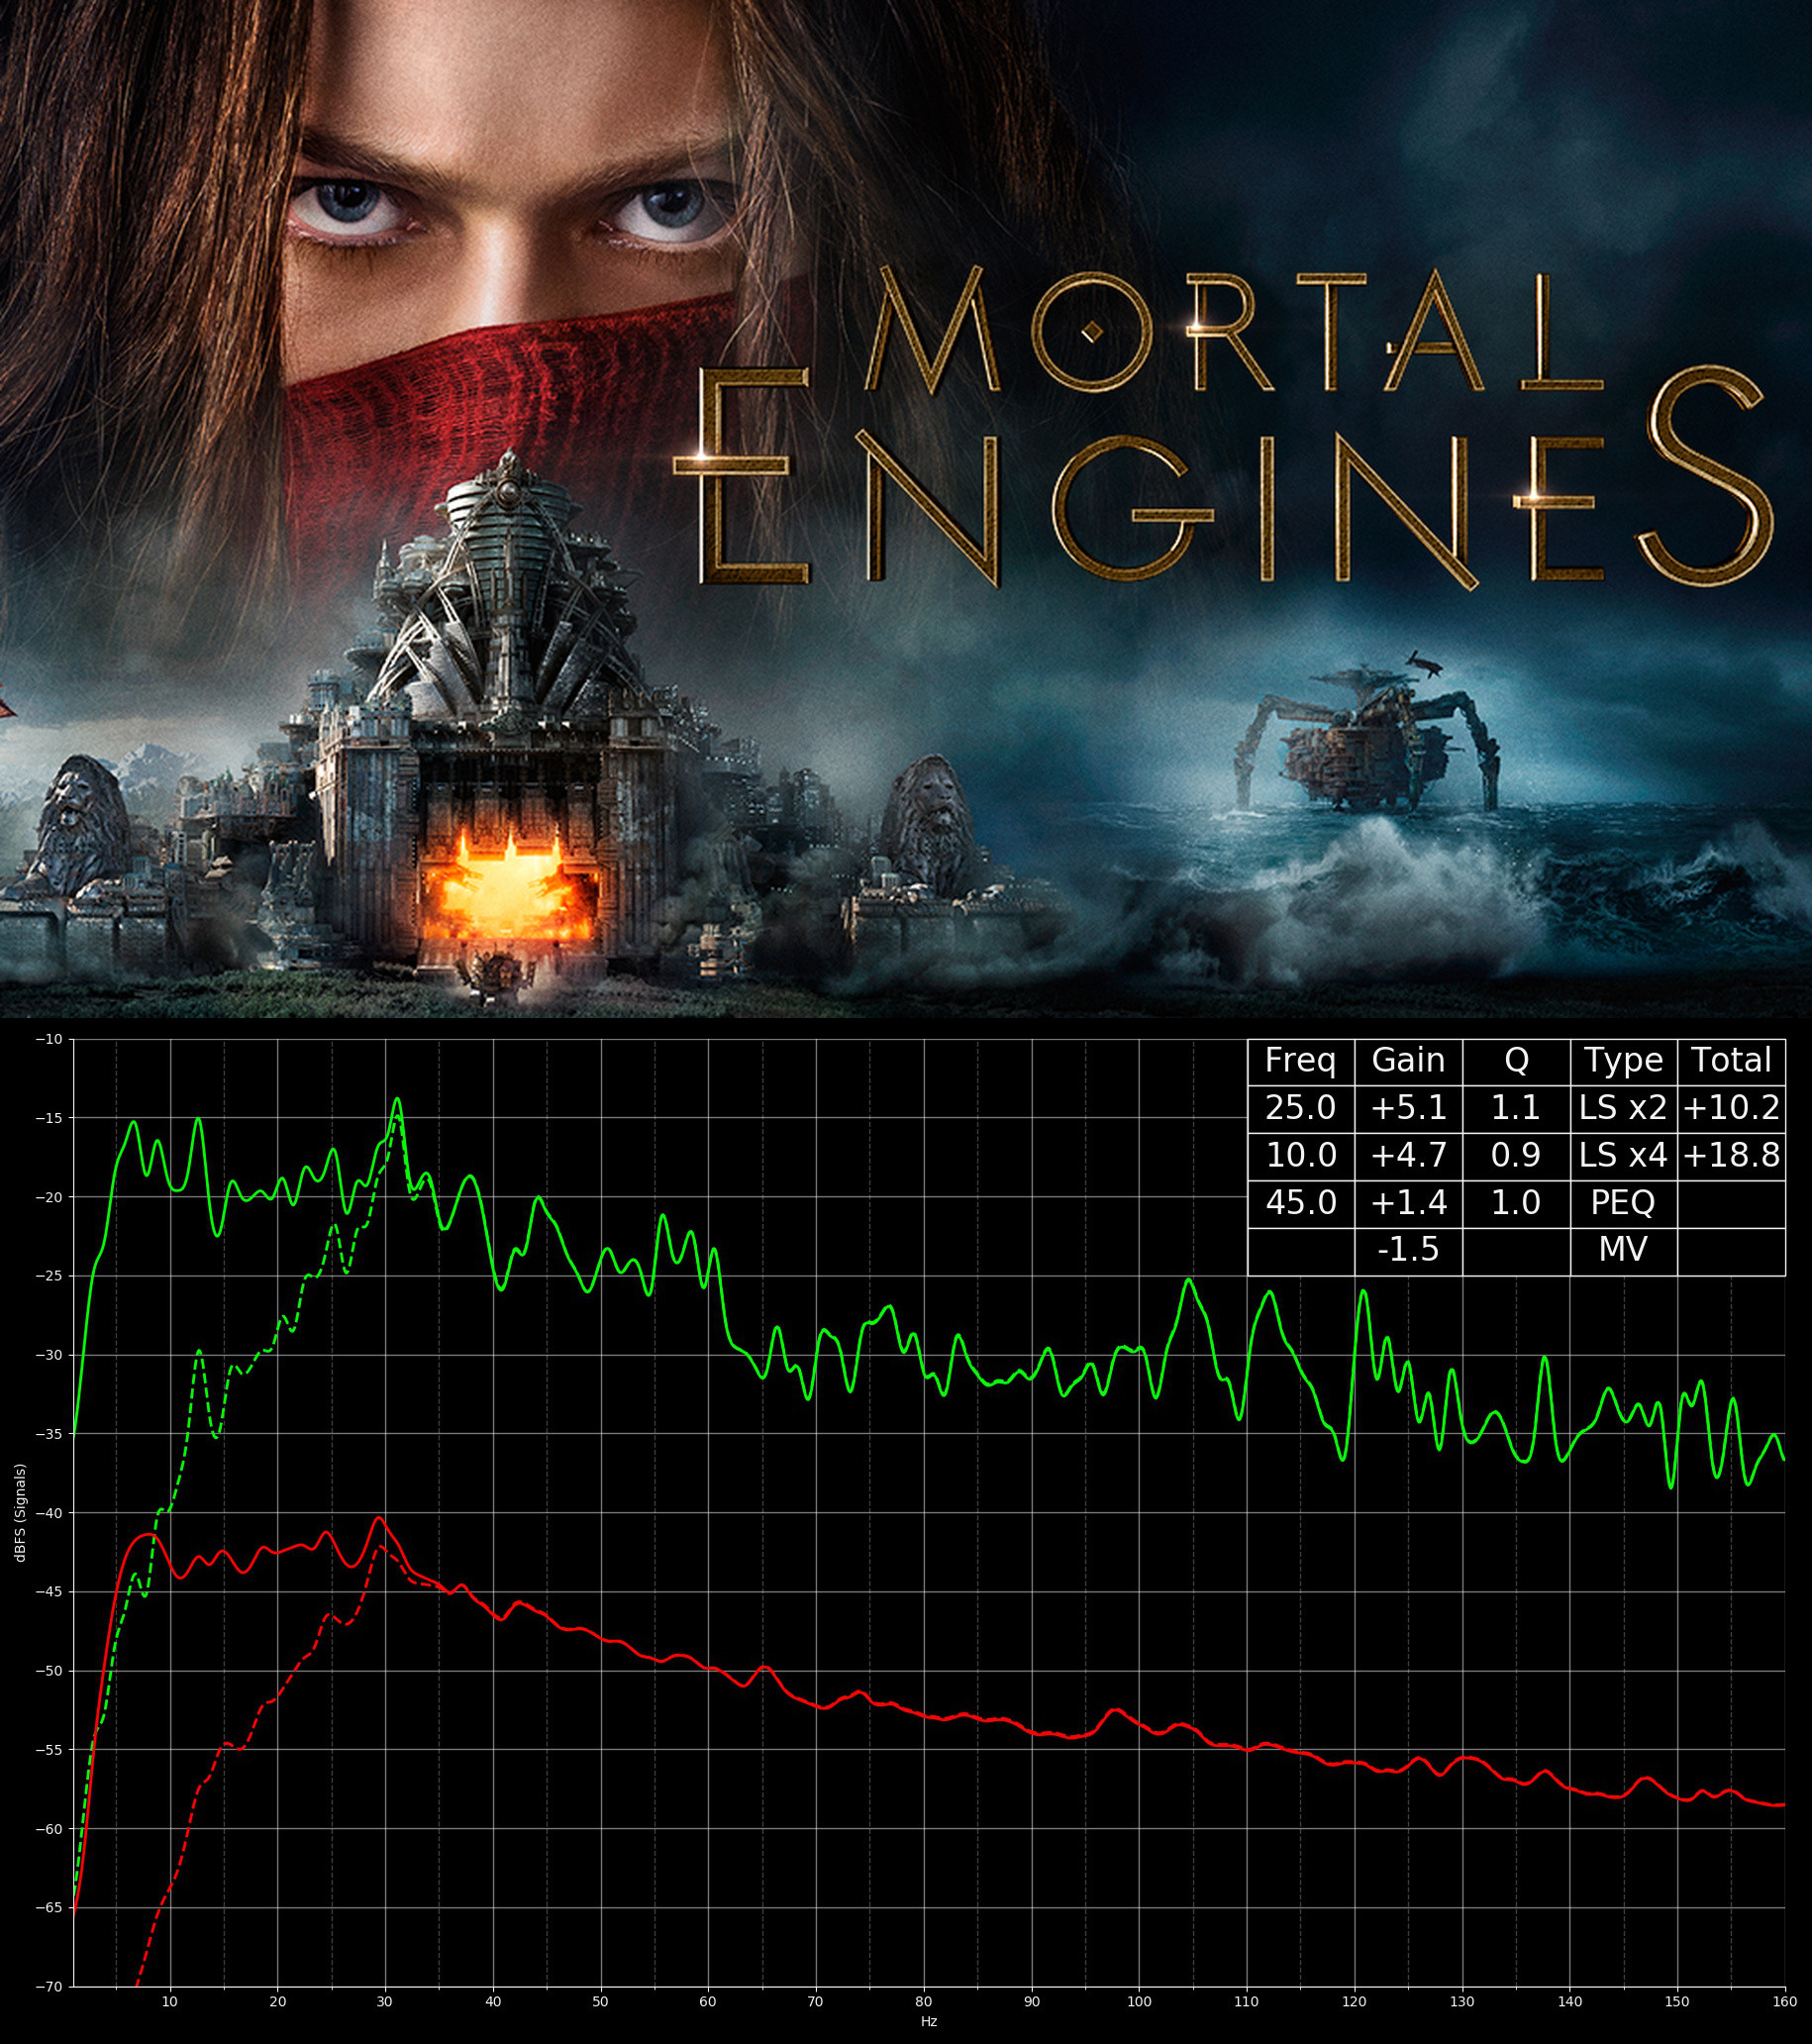 MORTAL
ENGINES
Freq Gain Q Type Total
25.0 +5.1 1.1 LS x2 +10.2
10.0 +4.7 0.9 LS x4 +18.8
45.0 +1.4 1.0 PEQ
-1.5 MV
−10
−15
−20
−25
−30
−35
−40
−45
−50
−55
−60
−65
−70
dBFS (Signals)
10 20 30 40 50 60 70 80 90 100 110 120 130 140 150 160
Hz